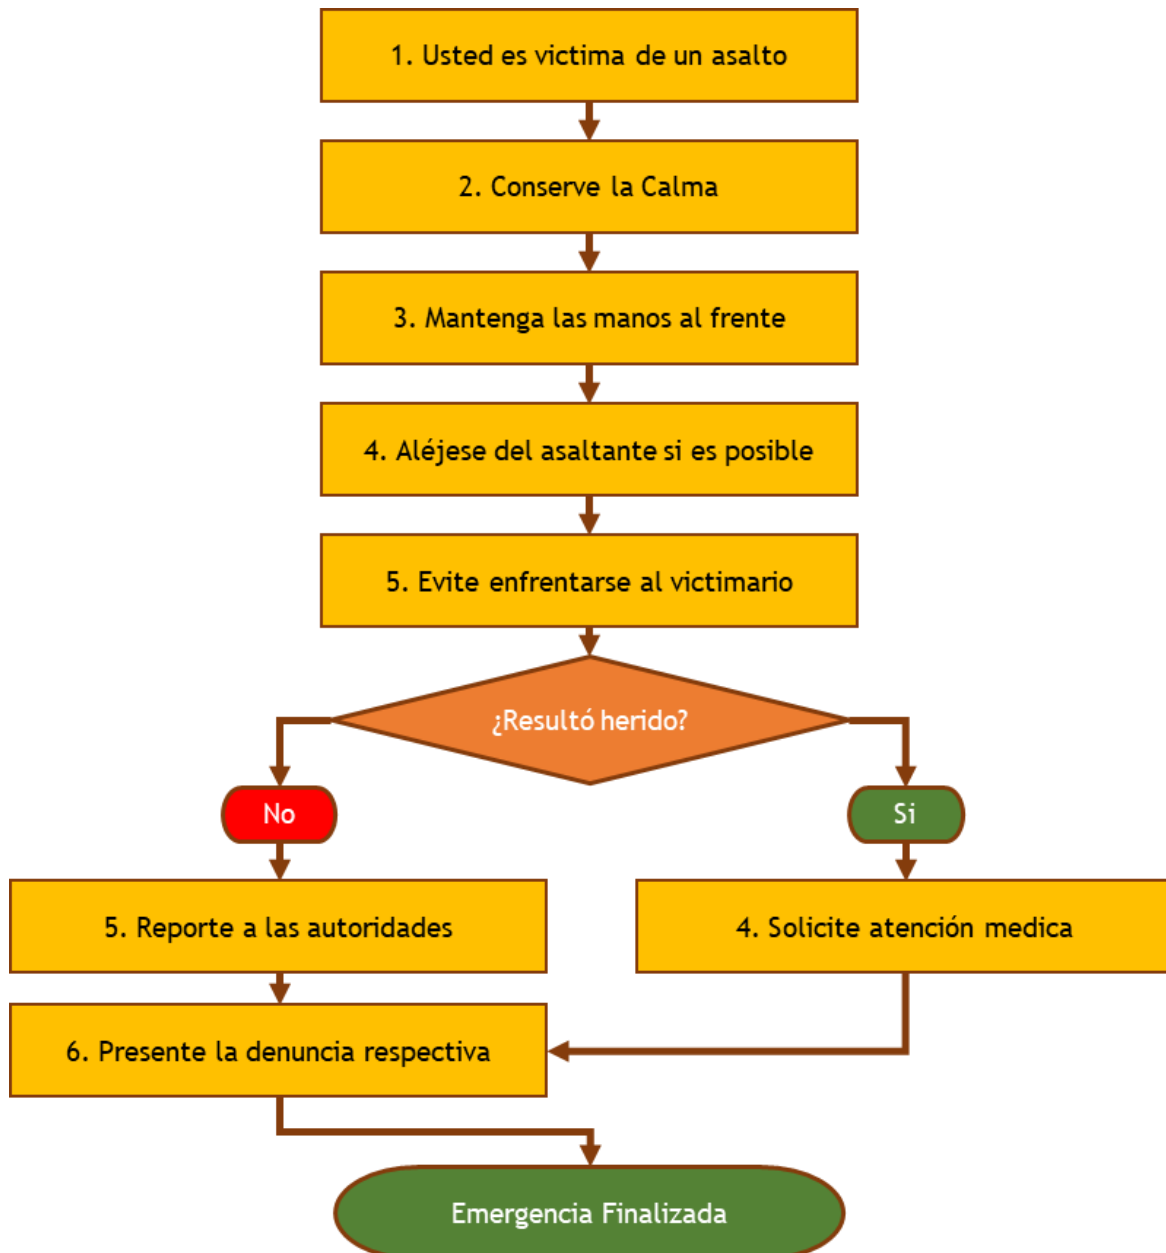 1. Usted es victima de un asalto
2. Conserve la Calma
3. Mantenga las manos al frente
4. Aléjese del asaltante si es posible
5. Evite enfrentarse al victimario
¿Resultó herido?
No
Si
5. Reporte a las autoridades
4. Solicite atención medica
6. Presente la denuncia respectiva
Emergencia Finalizada